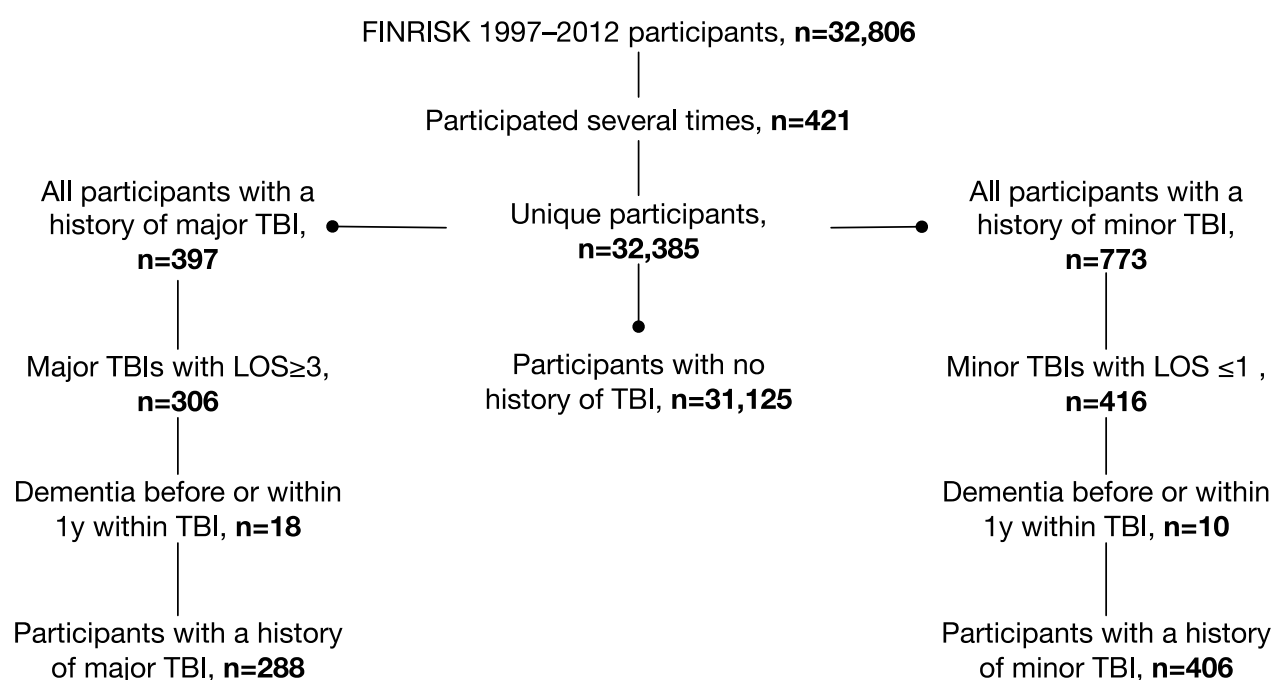 FINRISK 1997–2012 participants, n=32,806
Participated several times, n=421
All participants with a
history of major TBI,
n=397
Unique participants,
n=32,385
All participants with a
history of minor TBI,
n=773
Major TBIs with LOS≥3,
n=306
Participants with no
history of TBI, n=31,125
Minor TBIs with LOS ≤1 ,
n=416
Dementia before or within
1y within TBI, n=18
Dementia before or within
1y within TBI, n=10
Participants with a history
of major TBI, n=288
Participants with a history
of minor TBI, n=406